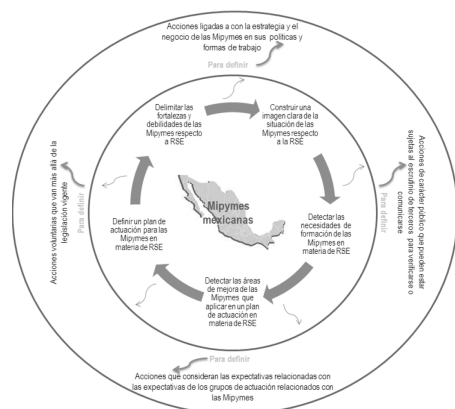 Acciones ligadas a con la estrategia y el
negocio de las Mipymes en sus políticas y
formas de trabajo
Para definir
Delimitar las
fortalezas y
debilidades de las
Mipymes respecto
a RSE
Construir una
imagen clara de la
situación de las
Mipymes respecto
a la RSE
Acciones voluntarias que van más allá de la
legislación vigente
Para definir
Mipymes
mexicanas
Para definir
Acciones de carácter público que pueden estar
sujetas al escrutinio de terceros para verificarse o
comunicarse
Definir un plan de
actuación para las
Mipymes en
materia de RSE
Detectar las
necesidades de
formación de las
Mipymes en
materia de RSE
Detectar las áreas
de mejora de las
Mipymes que
aplicar en un plan
de actuación en
materia de RSE
Para definir
Acciones que consideran las expectativas relacionadas con
las expectativas de los grupos de actuación relacionados con
las Mipymes